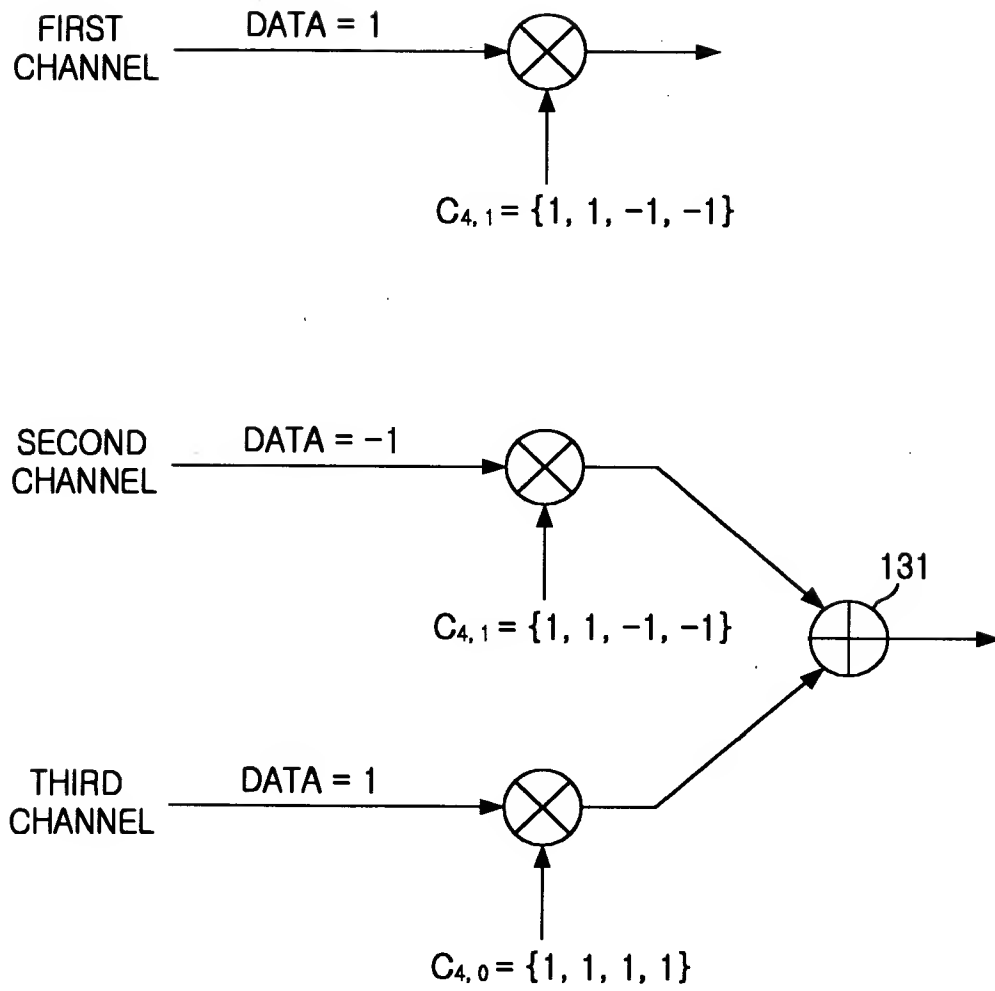 FIRST
CHANNEL
DATA = 1
C4, 1 = {1, 1, -1, -1}
SECOND
CHANNEL
DATA = -1
C4, 1 = {1, 1, -1, -1}
131
THIRD
CHANNEL
DATA = 1
C4, 0 = {1, 1, 1, 1}